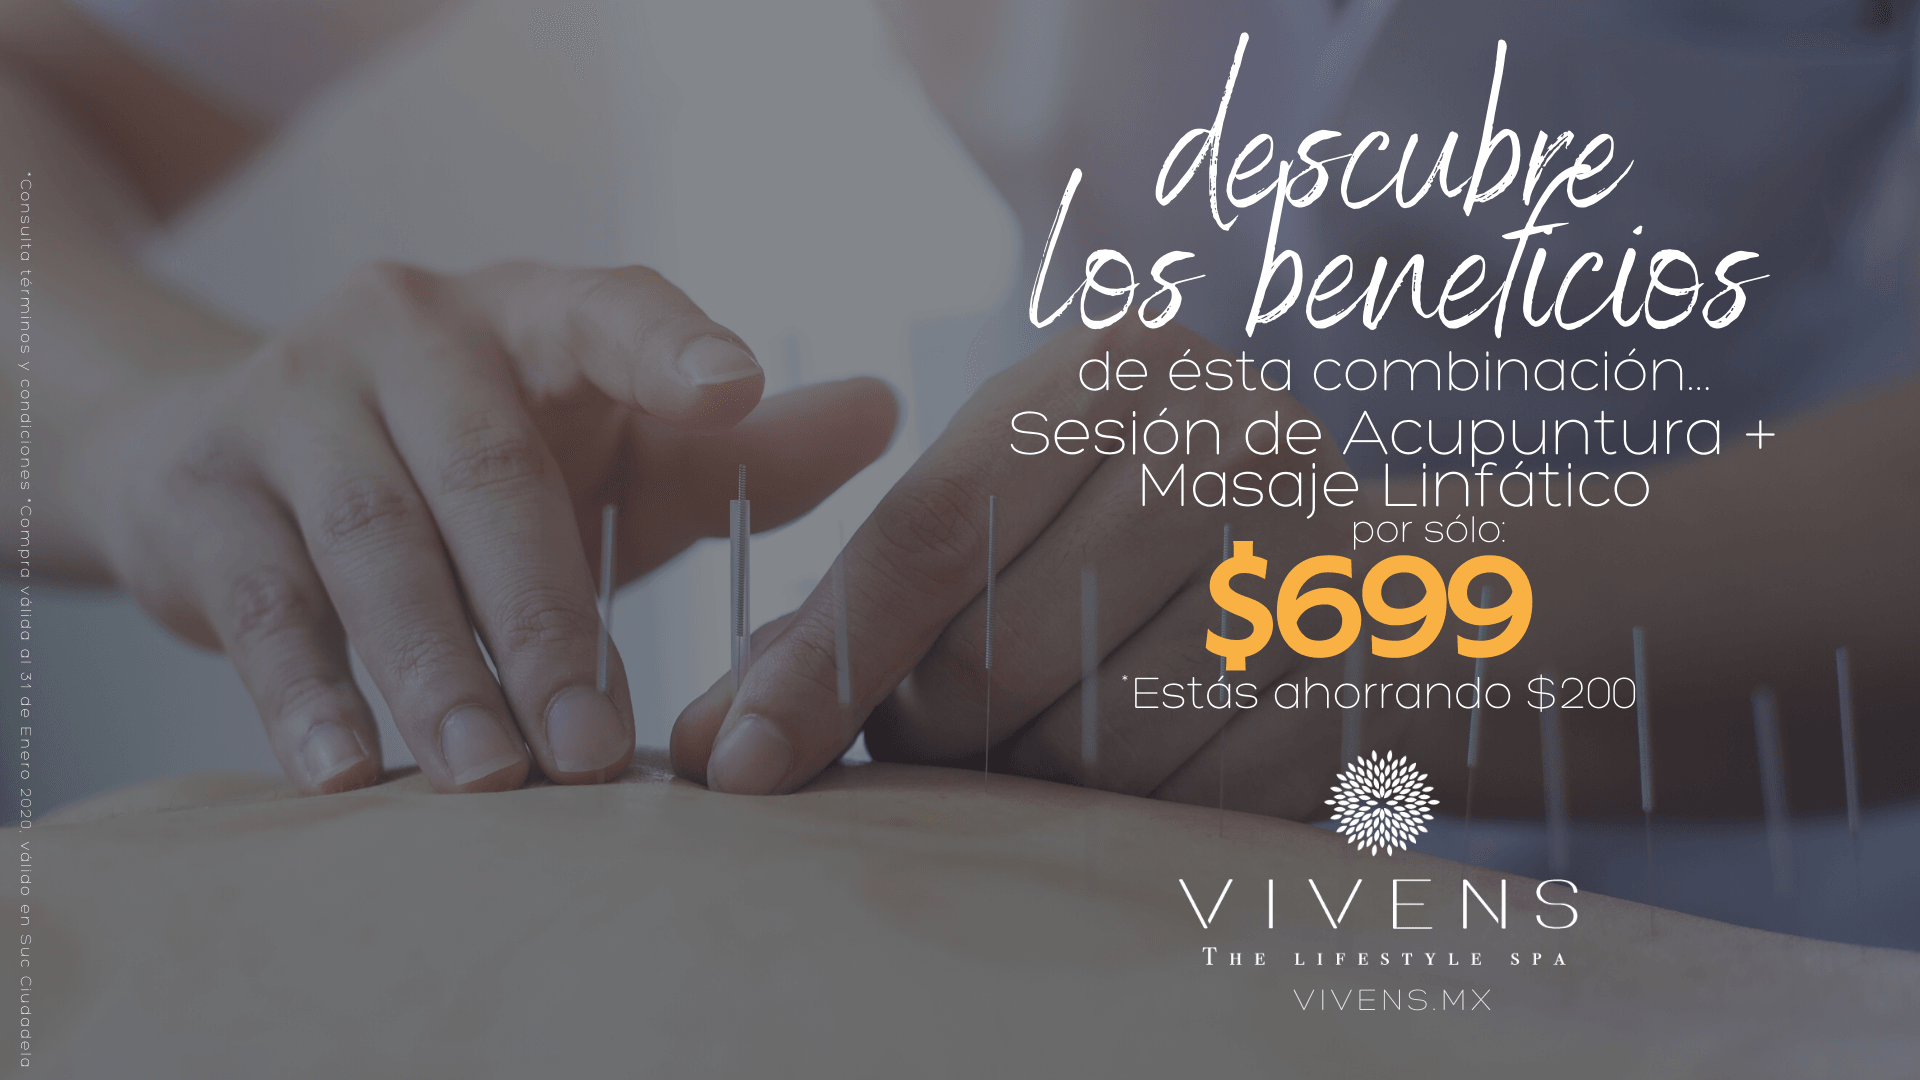 descubre
los beneficios
de ésta combinación...
Sesión de Acupuntura +
Masaje Linfático
por sólo:
$699
*Estás ahorrando $200
VIVENS
THE LIFESTYLE SPA
VIVENS.MX
*Consulta términos y condiciones *Compra válida al 31 de Enero 2020, válido en Suc Ciudadela